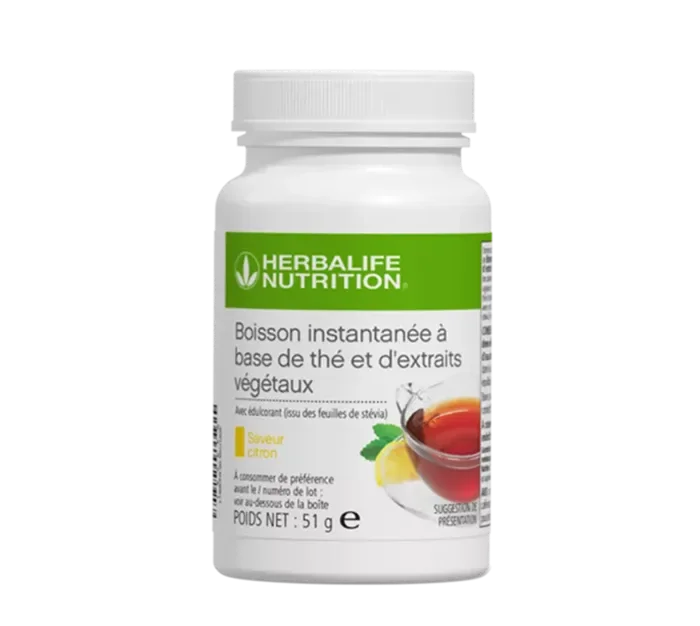 HERBALIFE
NUTRITION®
Boisson instantanée à
base de thé et d'extraits
végétaux
Avec édulcorant (issu des feuilles de stévia)
Saveur
citron
À consommer de préférence
avant le / numéro de lot :
voir au-dessous de la boîte
POIDS NET : 51 g ℮
SUGGESTION DE
PRÉSENTATION